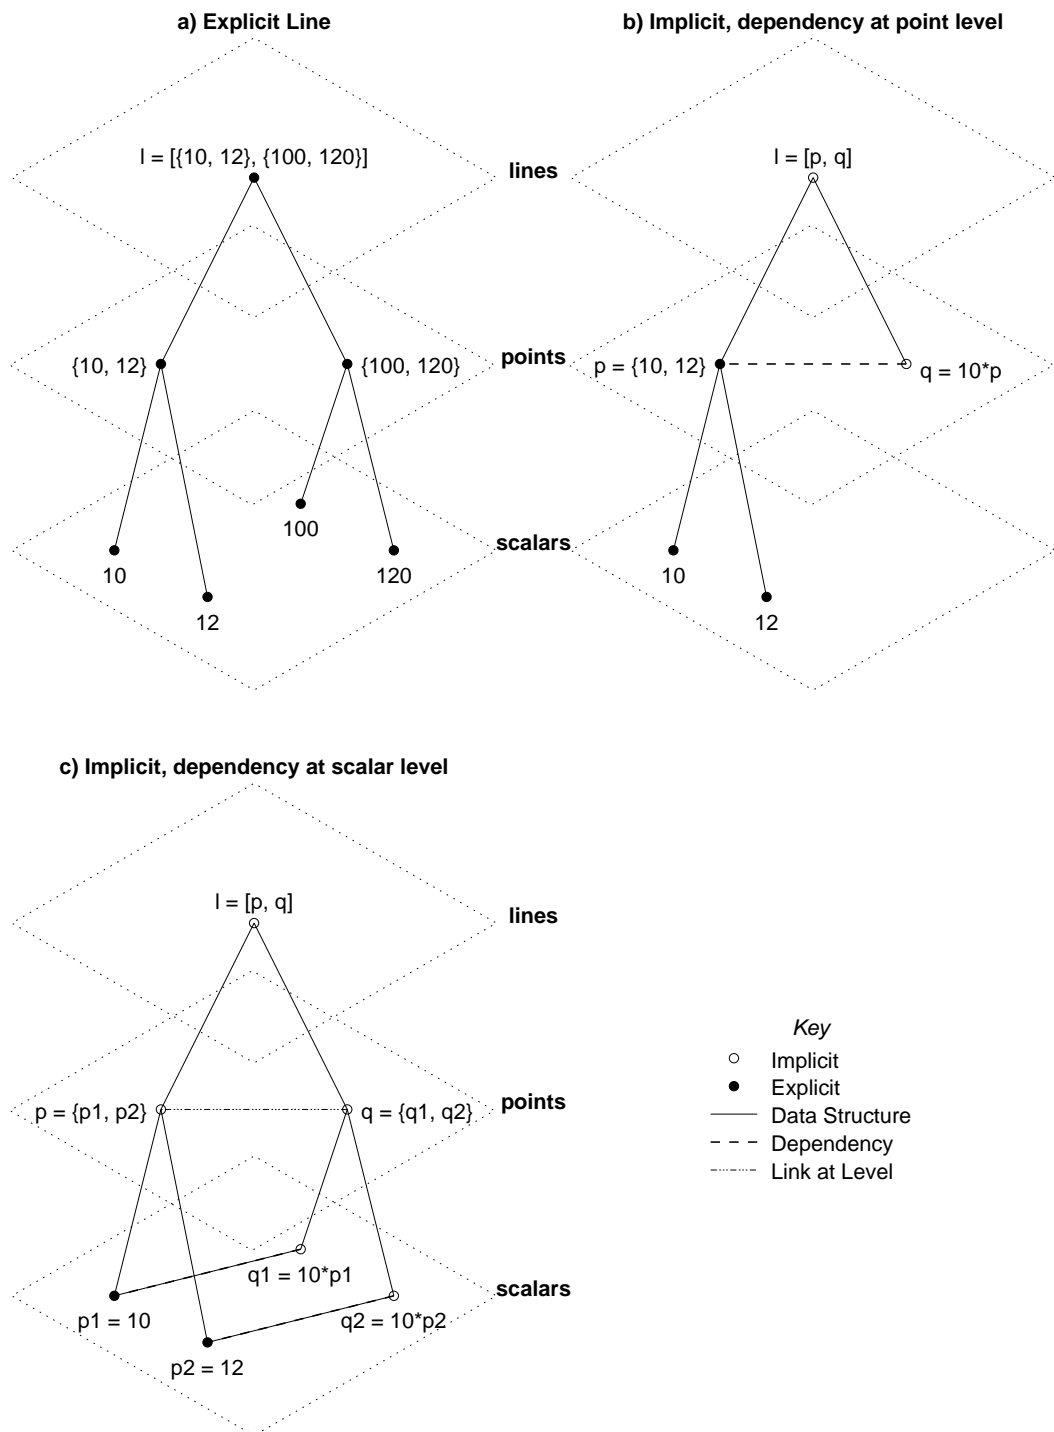 a) Explicit Line
l = [{10, 12}, {100, 120}]
lines
{10, 12}
{100, 120}
points
100
scalars
10
120
12
b) Implicit, dependency at point level
l = [p, q]
p = {10, 12}
q = 10*p
10
12
c) Implicit, dependency at scalar level
l = [p, q]
lines
p = {p1, p2}
q = {q1, q2}
points
q1 = 10*p1
scalars
p1 = 10
q2 = 10*p2
p2 = 12
Key
Implicit
Explicit
Data Structure
Dependency
Link at Level